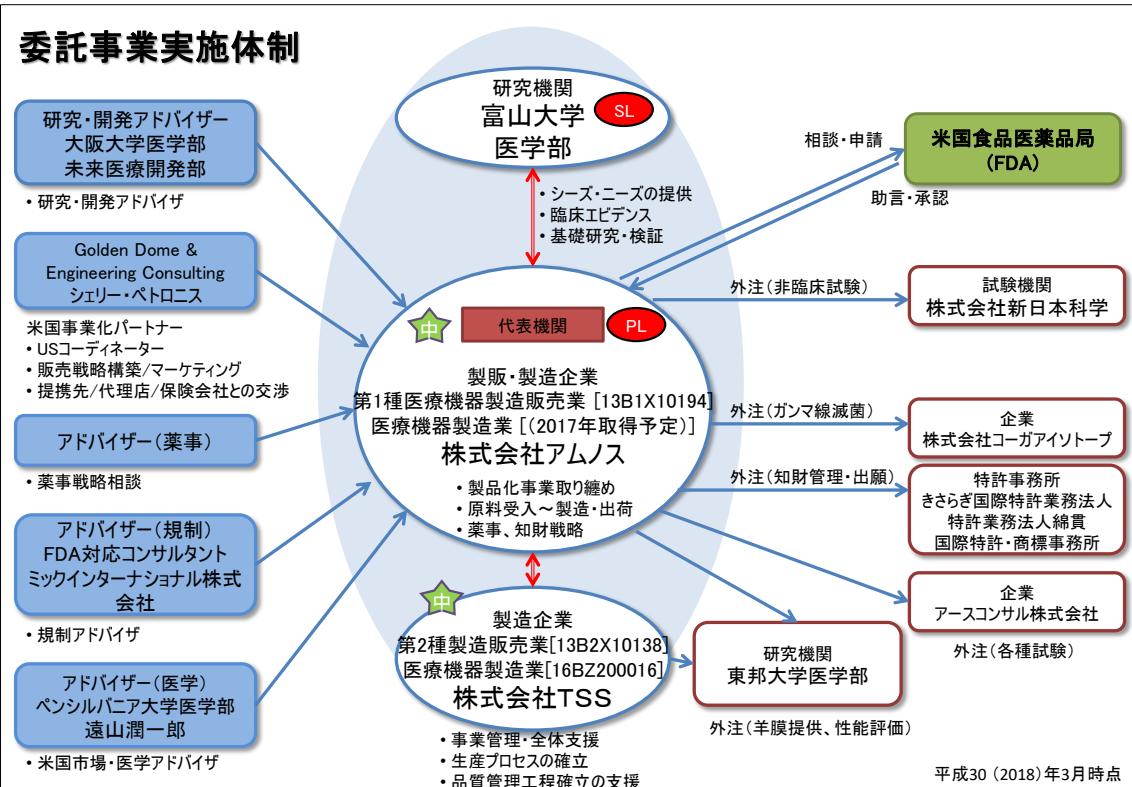 委託事業実施体制
研究・開発アドバイザー
大阪大学医学部
未来医療開発部
• 研究・開発アドバイザ
Golden Dome &
Engineering Consulting
シェリー・ペトロニス
米国事業化パートナー
• USコーディネーター
• 販売戦略構築/マーケティング
• 提携先/代理店/保険会社との交渉
アドバイザー(薬事)
• 薬事戦略相談
アドバイザー(規制)
FDA対応コンサルタント
ミックインターナショナル株式
会社
• 規制アドバイザ
アドバイザー(医学)
ペンシルバニア大学医学部
遠山潤一郎
• 米国市場・医学アドバイザ
研究機関
富山大学
医学部
SL
• シーズ・ニーズの提供
• 臨床エビデンス
• 基礎研究・検証
中
代表機関
PL
製販・製造企業
第1種医療機器製造販売業 [13B1X10194]
医療機器製造業 [(2017年取得予定)]
株式会社アムノス
• 製品化事業取り纏め
• 原料受入～製造・出荷
• 薬事、知財戦略
中
製造企業
第2種製造販売業[13B2X10138]
医療機器製造業[16BZ200016]
株式会社TSS
• 事業管理・全体支援
• 生産プロセスの確立
• 品質管理工程確立の支援
相談・申請
米国食品医薬品局
(FDA)
助言・承認
外注(非臨床試験)
試験機関
株式会社新日本科学
外注(ガンマ線滅菌)
企業
株式会社コーガアイソトープ
外注(知財管理・出願)
特許事務所
きさらぎ国際特許業務法人
特許業務法人綿貫
国際特許・商標事務所
企業
アースコンサル株式会社
外注(各種試験)
研究機関
東邦大学医学部
外注(羊膜提供、性能評価)
平成30 (2018)年3月時点